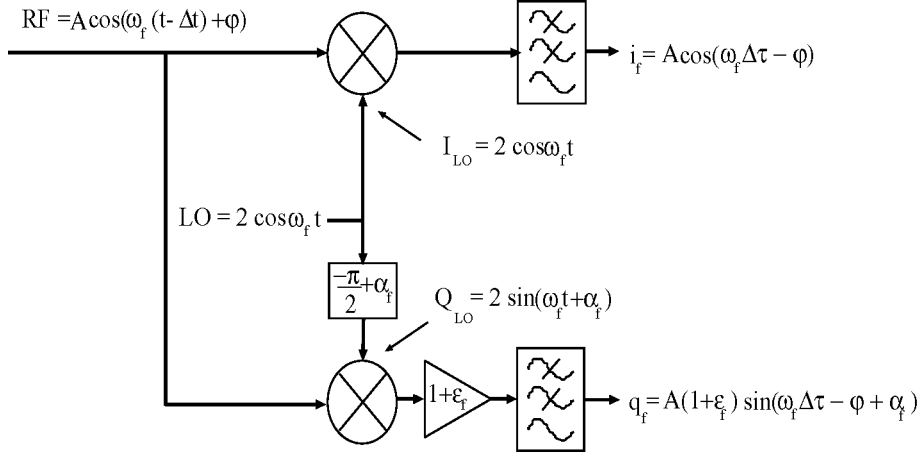 RF =Acos(ω_f (t- Δt) +φ)
i_f= Acos(ω_f Δτ − φ)
I_LO = 2 cosω_f t
LO = 2 cosω_f t
-π/2 +α_f
Q_LO = 2 sin(ω_f t+α_f)
1+ε_f
q_f= A(1+ε_f) sin(ω_f Δτ − φ + α_f)